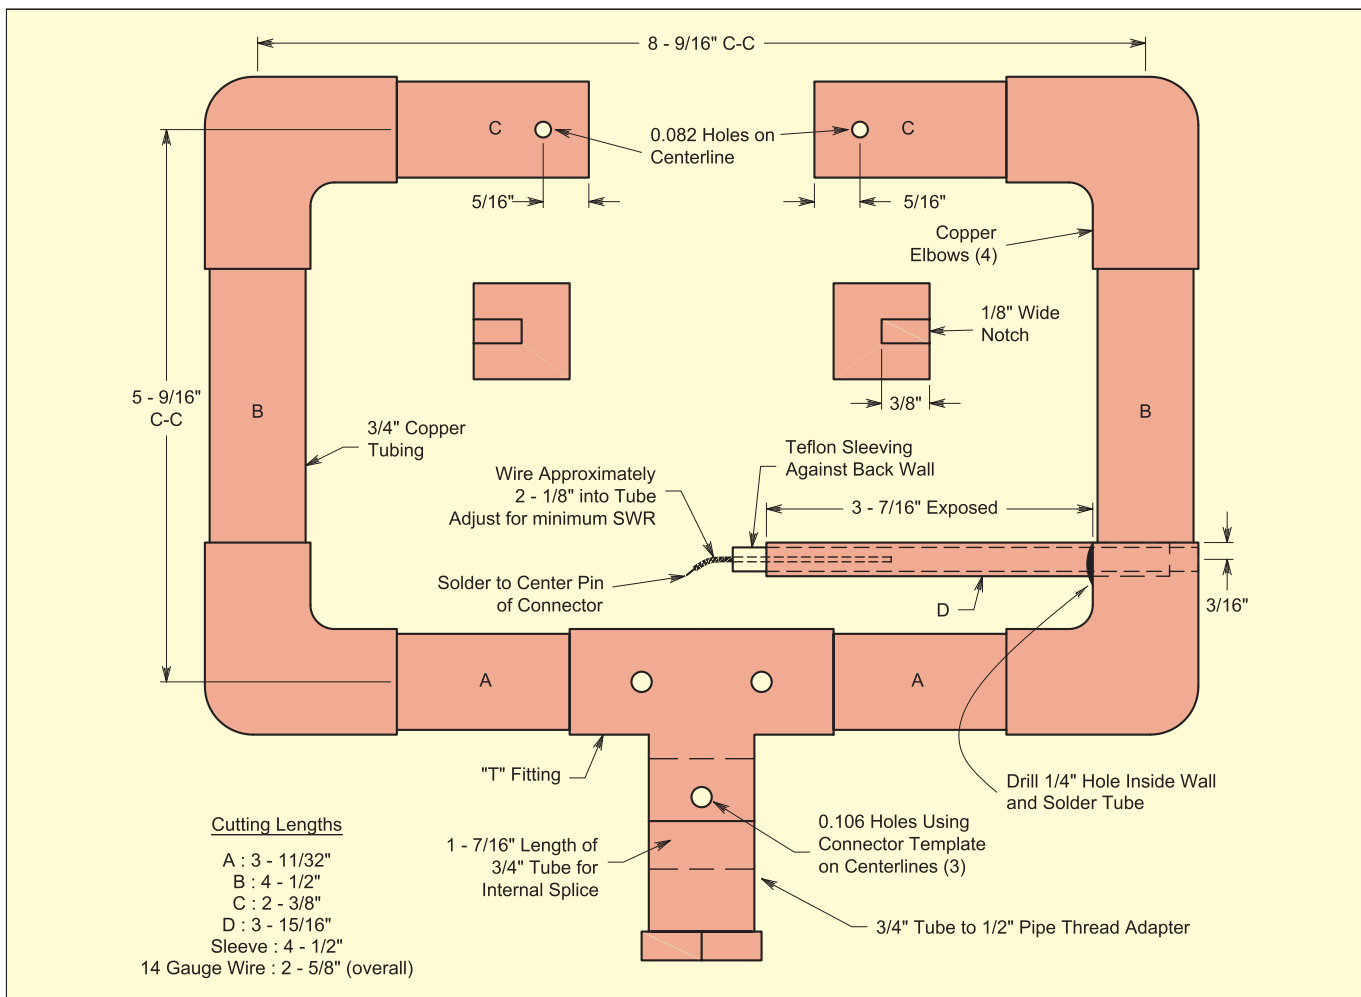 8 - 9/16" C-C
C
C
0.082 Holes on
Centerline
5/16"
5/16"
Copper
Elbows (4)
1/8" Wide
Notch
5 - 9/16"
C-C
B
B
3/8"
3/4" Copper
Tubing
Teflon Sleeving
Against Back Wall
Wire Approximately
2 - 1/8" into Tube
Adjust for minimum SWR
3 - 7/16" Exposed
Solder to Center Pin
of Connector
D
3/16"
A
A
"T" Fitting
Drill 1/4" Hole Inside Wall
and Solder Tube
1 - 7/16" Length of
3/4" Tube for
Internal Splice
0.106 Holes Using
Connector Template
on Centerlines (3)
3/4" Tube to 1/2" Pipe Thread Adapter
Cutting Lengths
A : 3 - 11/32"
B : 4 - 1/2"
C : 2 - 3/8"
D : 3 - 15/16"
Sleeve : 4 - 1/2"
14 Gauge Wire : 2 - 5/8" (overall)